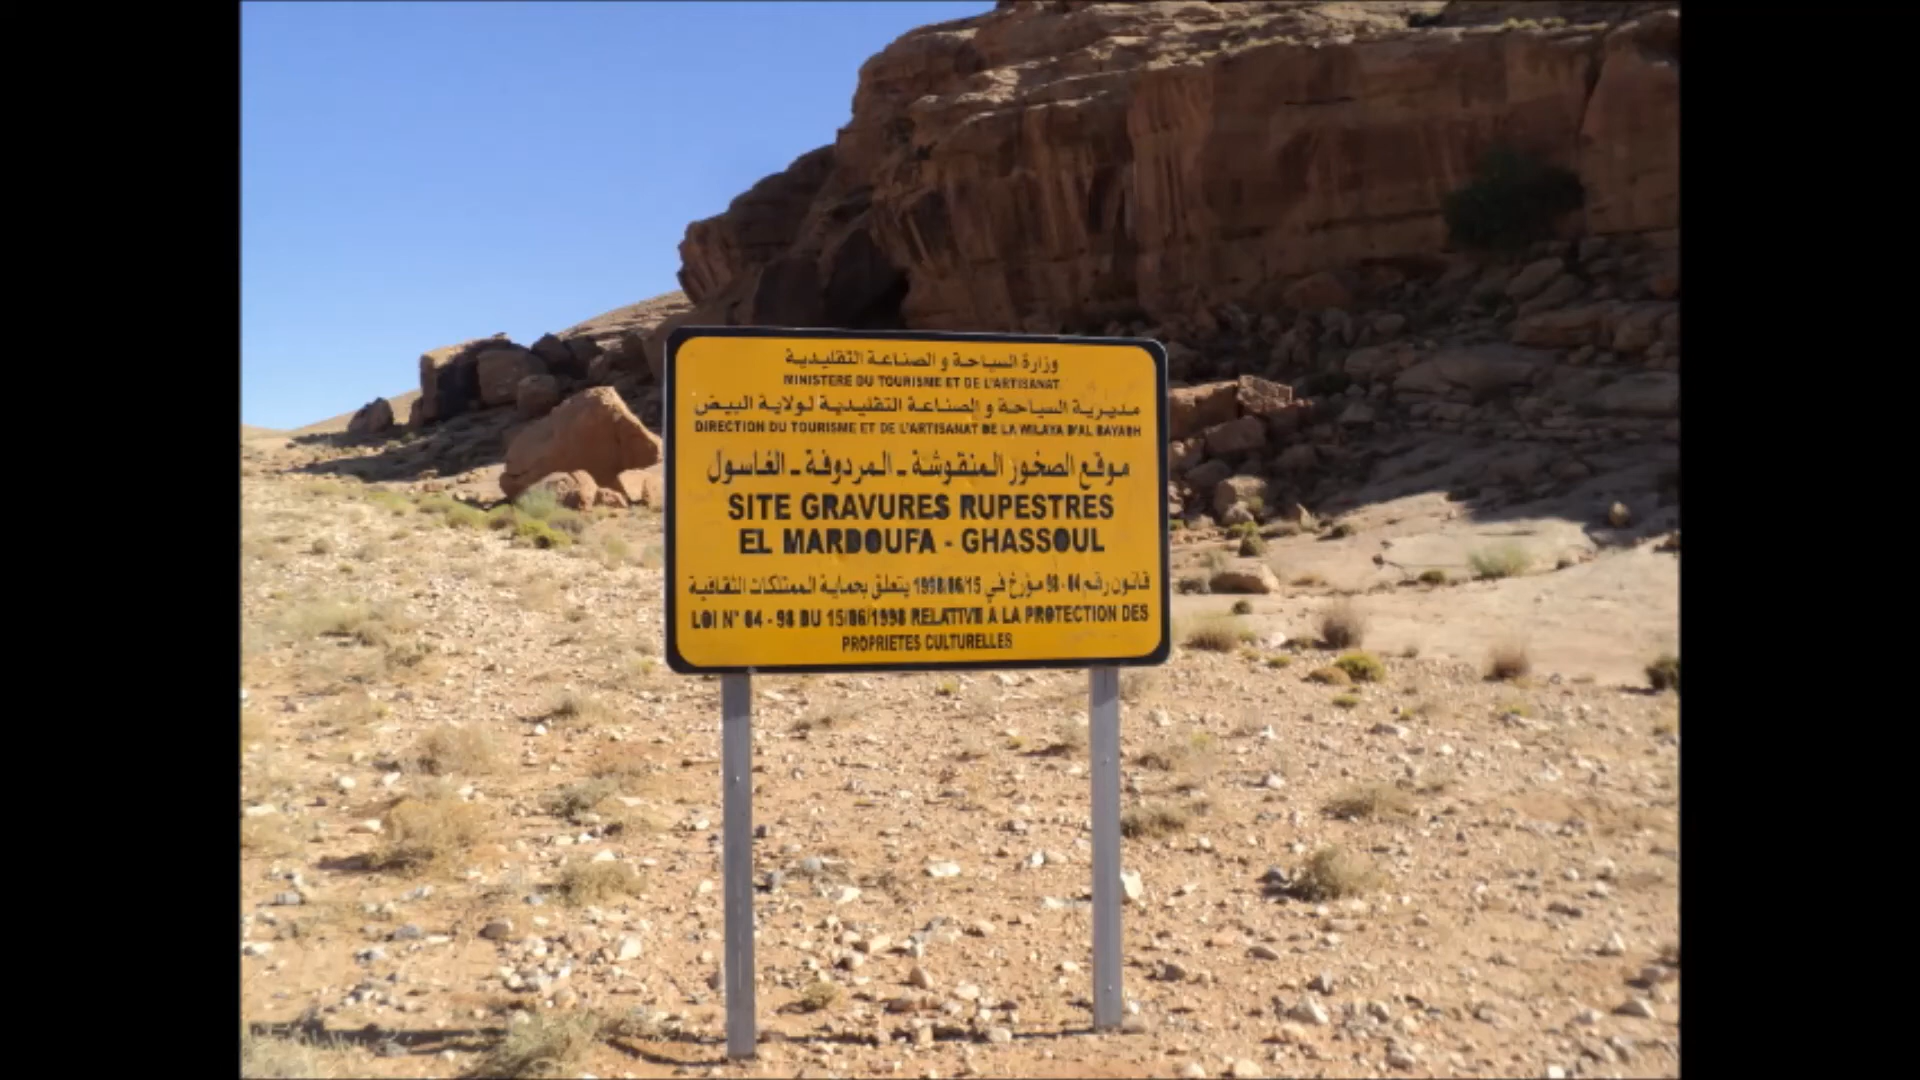 وزارة السياحة و الصناعة التقليدية
MINISTERE DU TOURISME ET DE L'ARTISANAT
مديرية السياحة و الصناعة التقليدية لولاية البيض
DIRECTION DU TOURISME ET DE L'ARTISANAT DE LA WILAYA D'AL BAYADH
موقع الصخور المنقوشة - المردوفة - الغاسول
SITE GRAVURES RUPESTRES
EL MARDOUFA - GHASSOUL
قانون رقم 04 - 98 مؤرخ في 1998/06/15 يتعلق بحماية الممتلكات الثقافية
LOI N° 04 - 98 DU 15/06/1998 RELATIVE A LA PROTECTION DES
PROPRIETES CULTURELLES